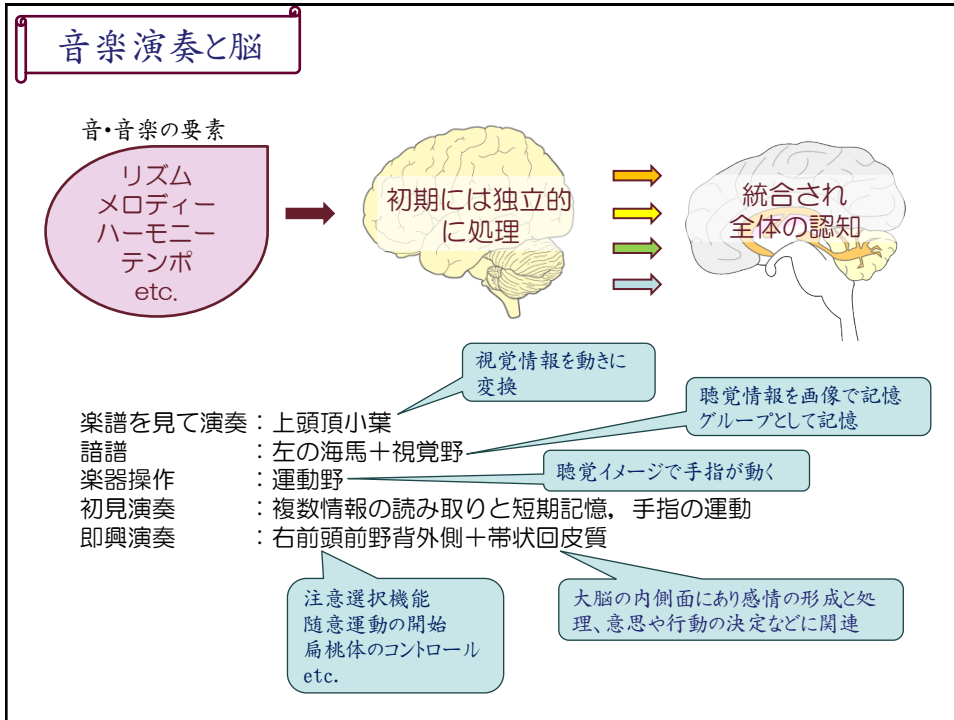 音楽演奏と脳
音・音楽の要素
リズム
メロディー
ハーモニー
テンポ
etc.
初期には独立的
に処理
統合され
全体の認知
視覚情報を動きに
変換
聴覚情報を画像で記憶
グループとして記憶
楽譜を見て演奏：上頭頂小葉
諳譜：左の海馬＋視覚野
楽器操作：運動野
聴覚イメージで手指が動く
初見演奏：複数情報の読み取りと短期記憶，手指の運動
即興演奏：右前頭前野背外側＋帯状回皮質
注意選択機能
随意運動の開始
扁桃体のコントロール
etc.
大脳の内側面にあり感情の形成と処
理、意思や行動の決定などに関連